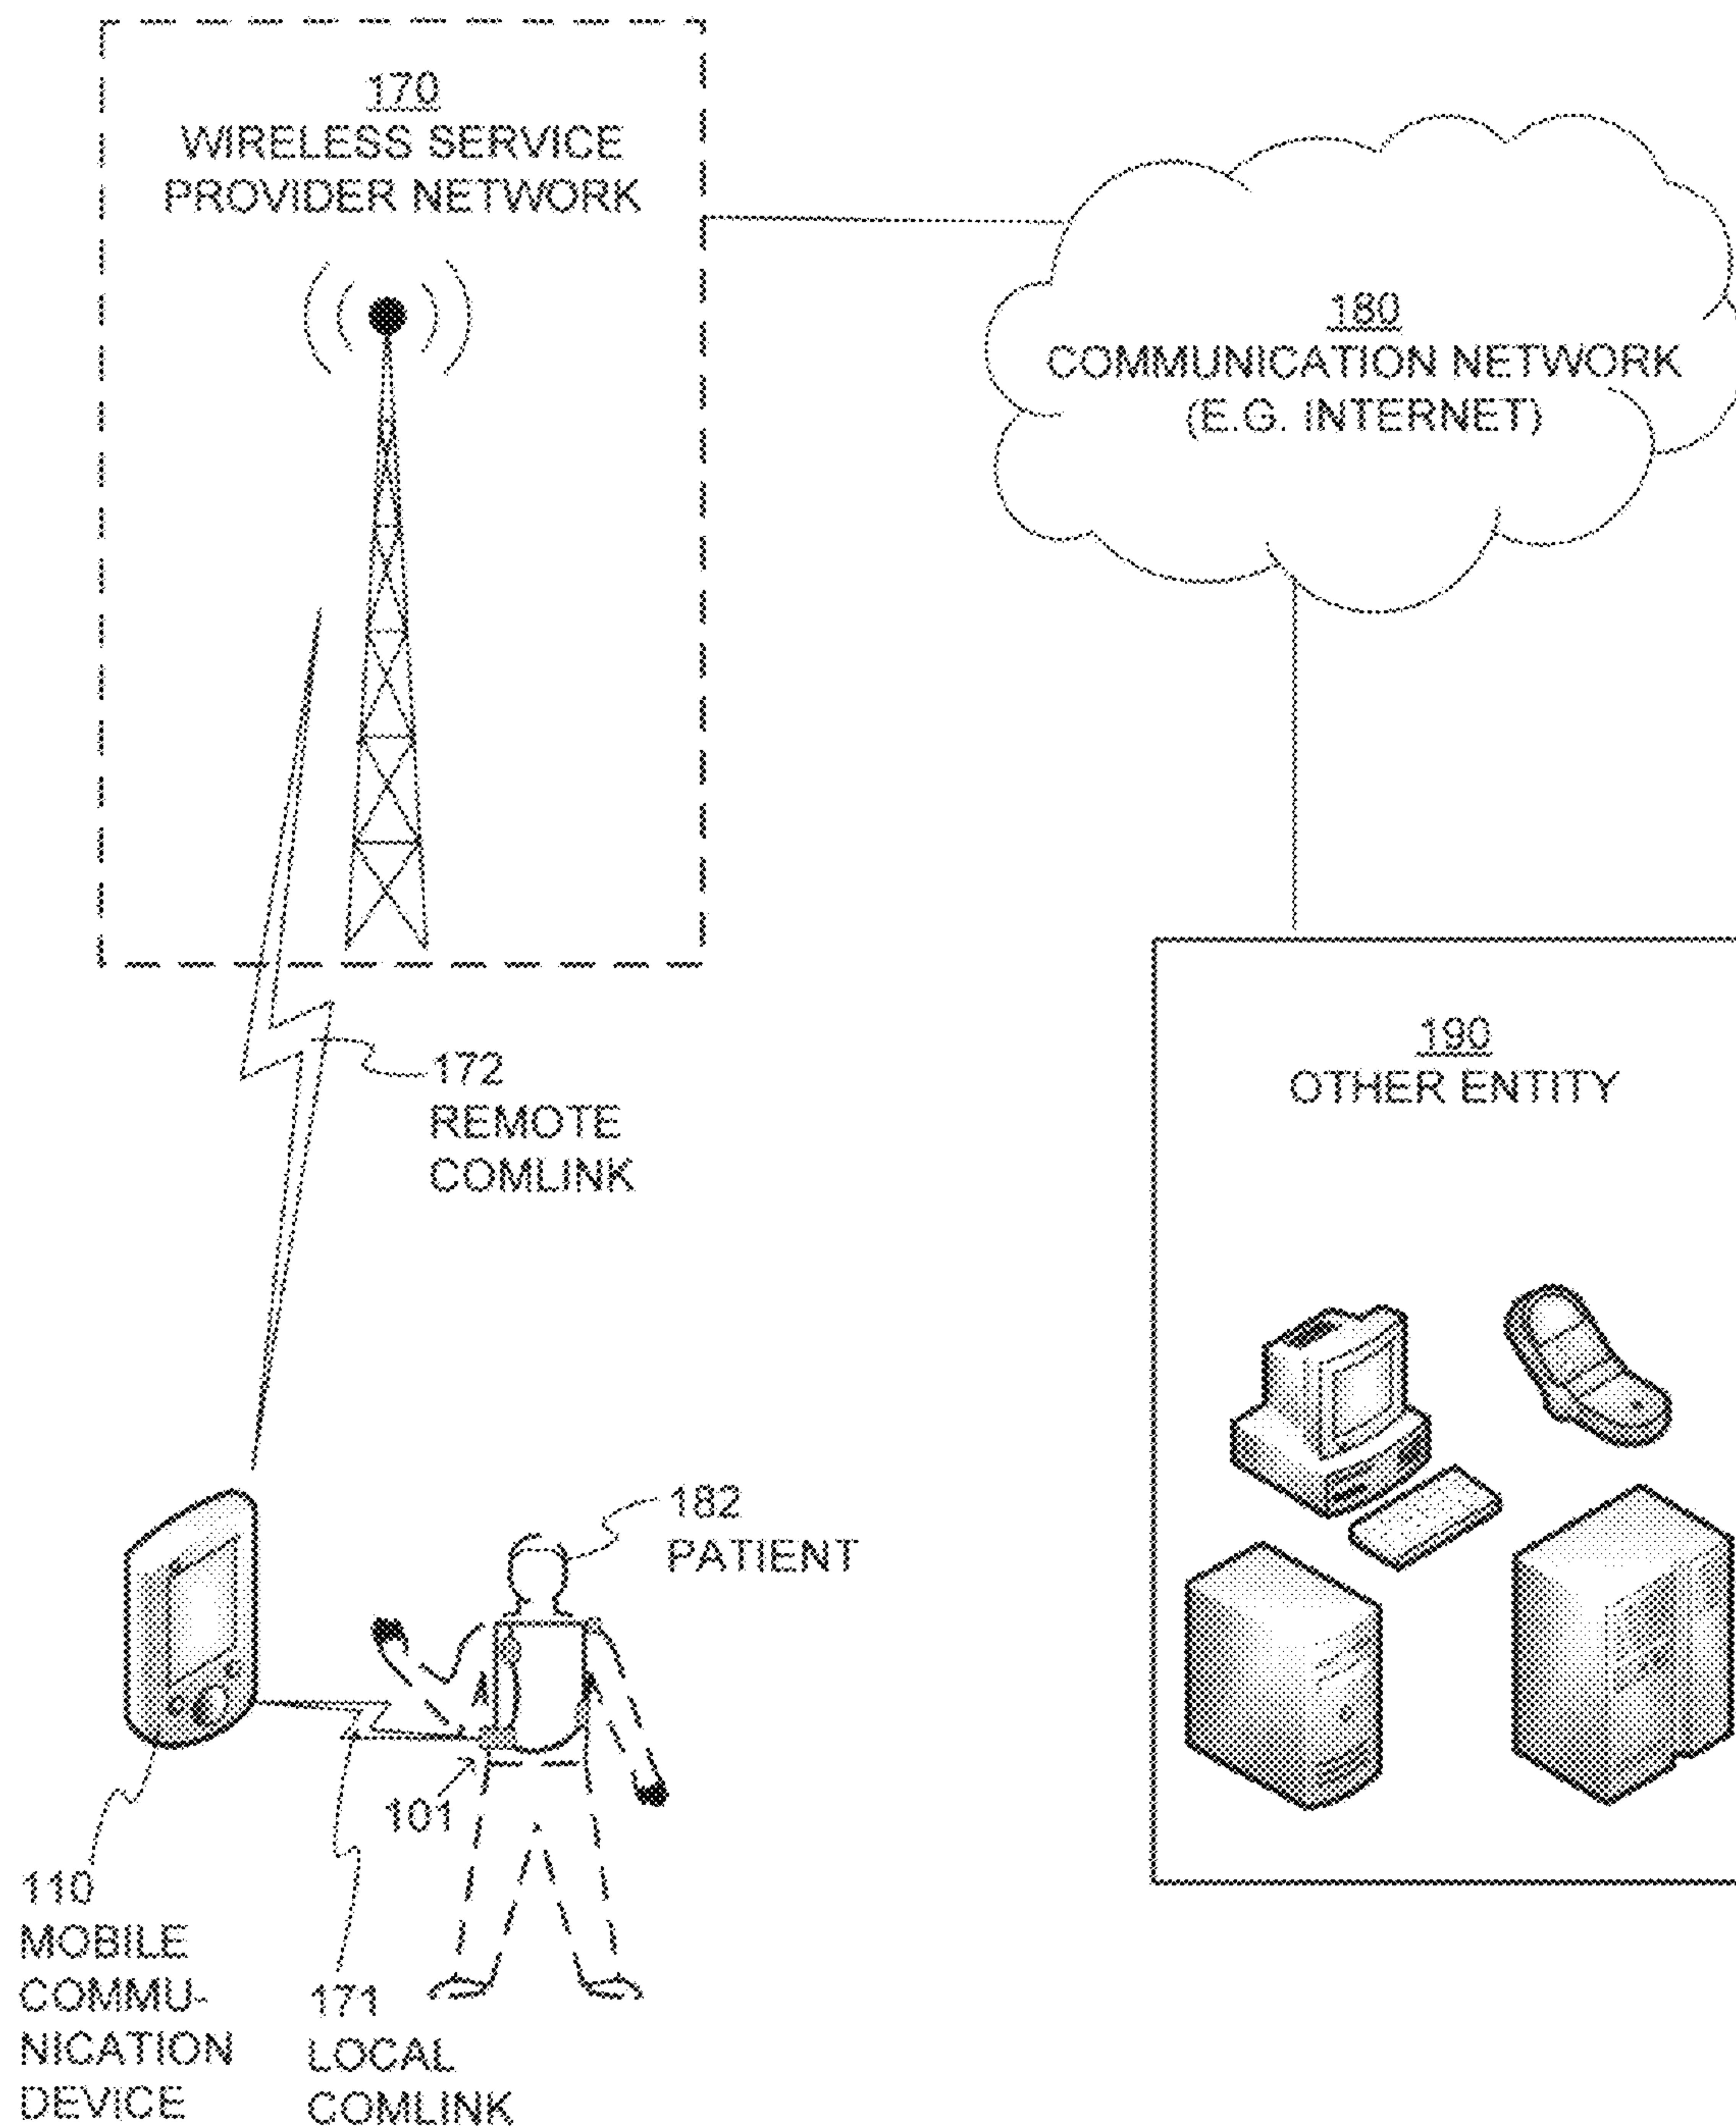 170
WIRELESS SERVICE
PROVIDER NETWORK
180
COMMUNICATION NETWORK
(E.G. INTERNET)
172
REMOTE
COMLINK
190
OTHER ENTITY
182
PATIENT
101
110
MOBILE
COMMU-
NICATION
DEVICE
171
LOCAL
COMLINK